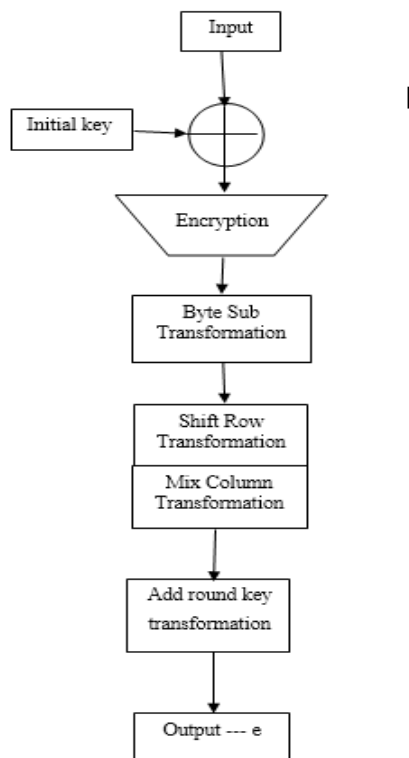 Input
Initial key
Encryption
Byte Sub
Transformation
Shift Row
Transformation
Mix Column
Transformation
Add round key
transformation
Output --- e